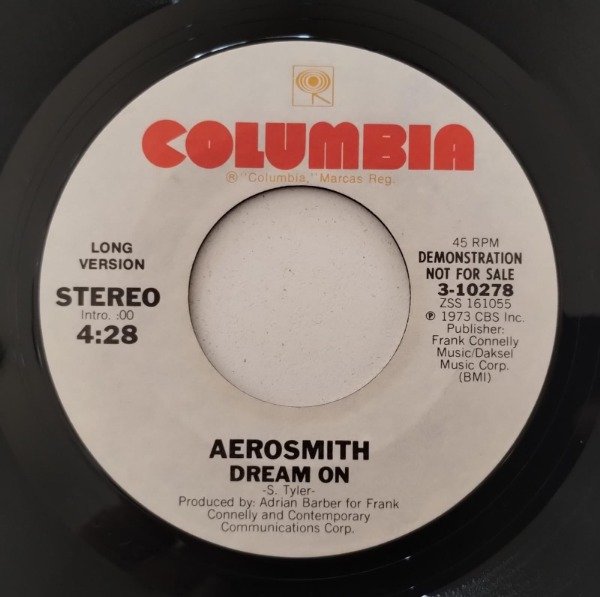 COLUMBIA
® "Columbia," Marcas Reg.
LONG
VERSION
STEREO
Intro. :00
4:28
45 RPM
DEMONSTRATION
NOT FOR SALE
3-10278
ZSS 161055
℗ 1973 CBS Inc.
Publisher:
Frank Connelly
Music/Daksel
Music Corp.
(BMI)
AEROSMITH
DREAM ON
-S. Tyler-
Produced by: Adrian Barber for Frank
Connelly and Contemporary
Communications Corp.